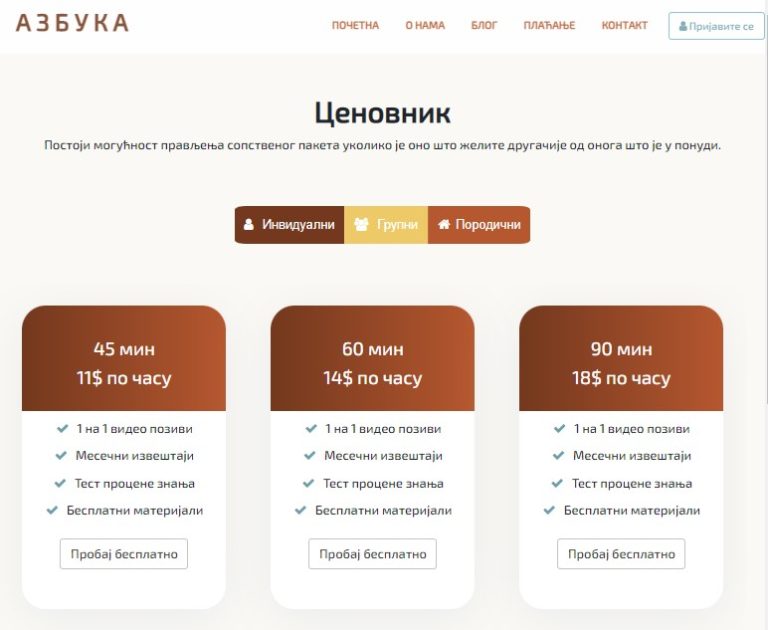 АЗБУКА
ПОЧЕТНА О НАМА БЛОГ ПЛАЋАЊЕ КОНТАКТ Пријавите се
Ценовник
Постоји могућност прављења сопственог пакета уколико је оно што желите другачије од онога што је у понуди.
Инвидуални Групни Породични
45 мин
11$ по часу
1 на 1 видео позиви
Месечни извештаји
Тест процене знања
Бесплатни материјали
Пробај бесплатно
60 мин
14$ по часу
1 на 1 видео позиви
Месечни извештаји
Тест процене знања
Бесплатни материјали
Пробај бесплатно
90 мин
18$ по часу
1 на 1 видео позиви
Месечни извештаји
Тест процене знања
Бесплатни материјали
Пробај бесплатно